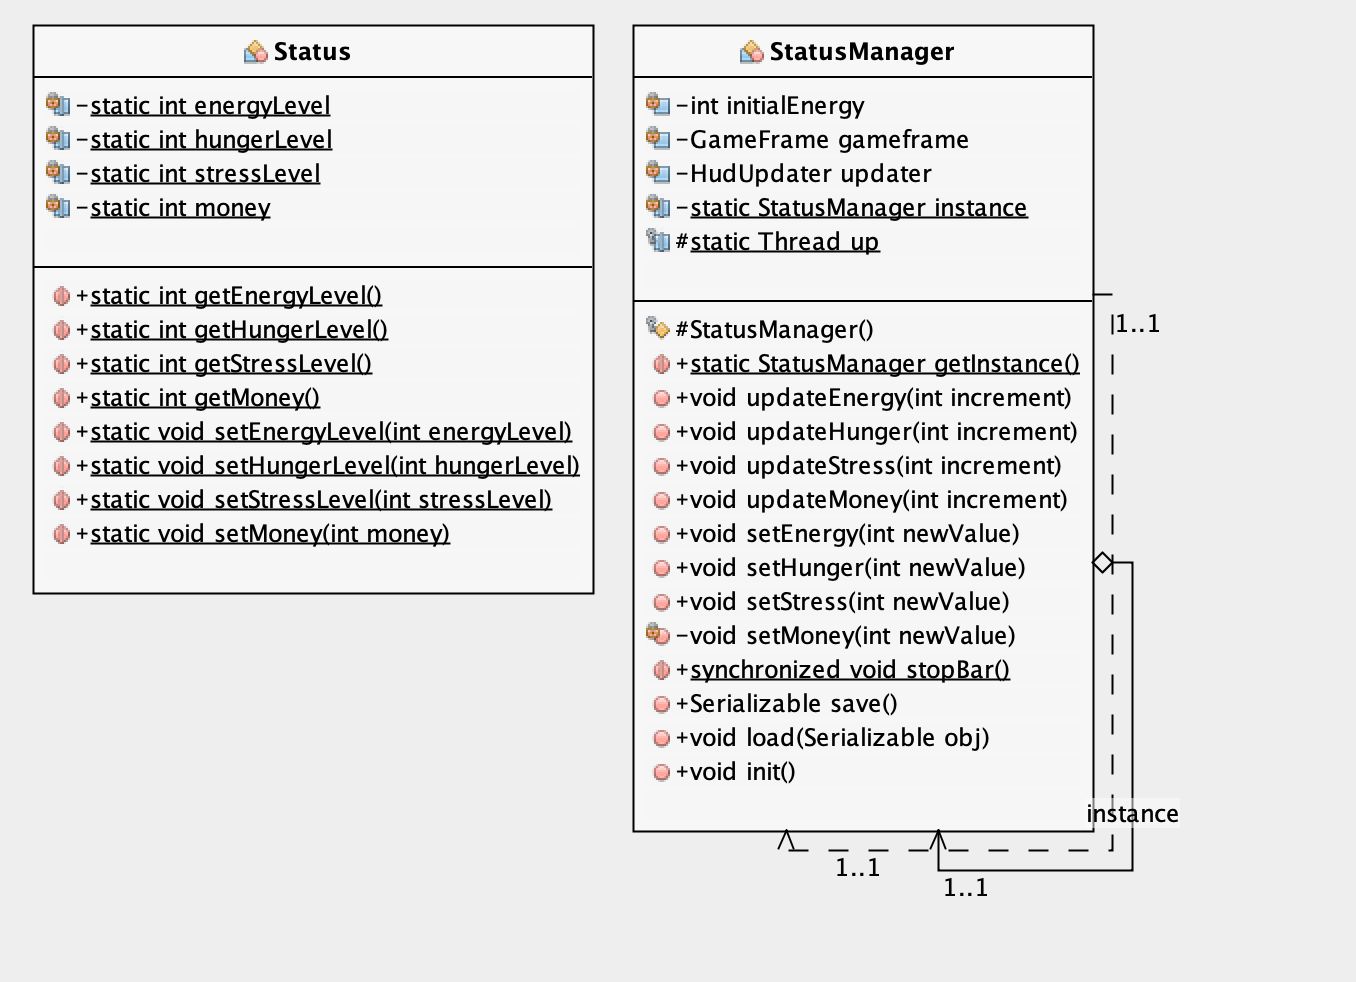 Status
-static int energyLevel
-static int hungerLevel
-static int stressLevel
-static int money
+static int getEnergyLevel()
+static int getHungerLevel()
+static int getStressLevel()
+static int getMoney()
+static void setEnergyLevel(int energyLevel)
+static void setHungerLevel(int hungerLevel)
+static void setStressLevel(int stressLevel)
+static void setMoney(int money)
StatusManager
-int initialEnergy
-GameFrame gameframe
-HudUpdater updater
-static StatusManager instance
#static Thread up
#StatusManager()
+static StatusManager getInstance()
+void updateEnergy(int increment)
+void updateHunger(int increment)
+void updateStress(int increment)
+void updateMoney(int increment)
+void setEnergy(int newValue)
+void setHunger(int newValue)
+void setStress(int newValue)
-void setMoney(int newValue)
+synchronized void stopBar()
+Serializable save()
+void load(Serializable obj)
+void init()
1..1
instance
1..1
1..1